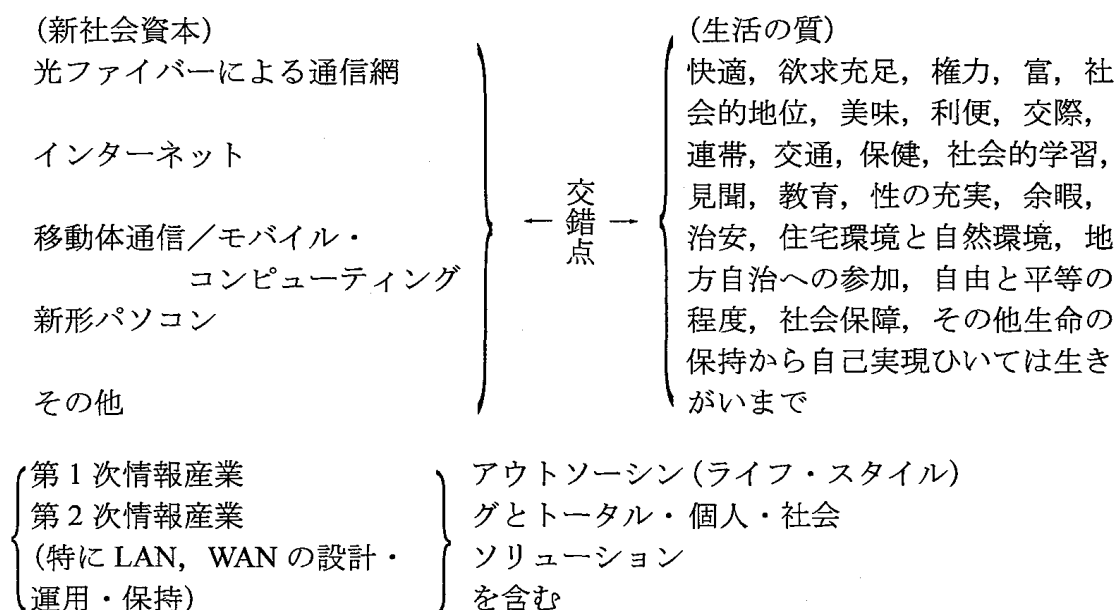 (新社会資本)
光ファイバーによる通信網
インターネット
移動体通信／モバイル・
コンピューティング
新形パソコン
その他
←交錯点→
(生活の質)
快適，欲求充足，権力，富，社
会的地位，美味，利便，交際，
連帯，交通，保健，社会的学習，
見聞，教育，性の充実，余暇，
治安，住宅環境と自然環境，地
方自治への参加，自由と平等の
程度，社会保障，その他生命の
保持から自己実現ひいては生き
がいまで
第1次情報産業
第2次情報産業
(特に LAN，WAN の設計・
運用・保持)
アウトソーシン
グとトータル・
ソリューション
を含む
(ライフ・スタイル)
個人・社会